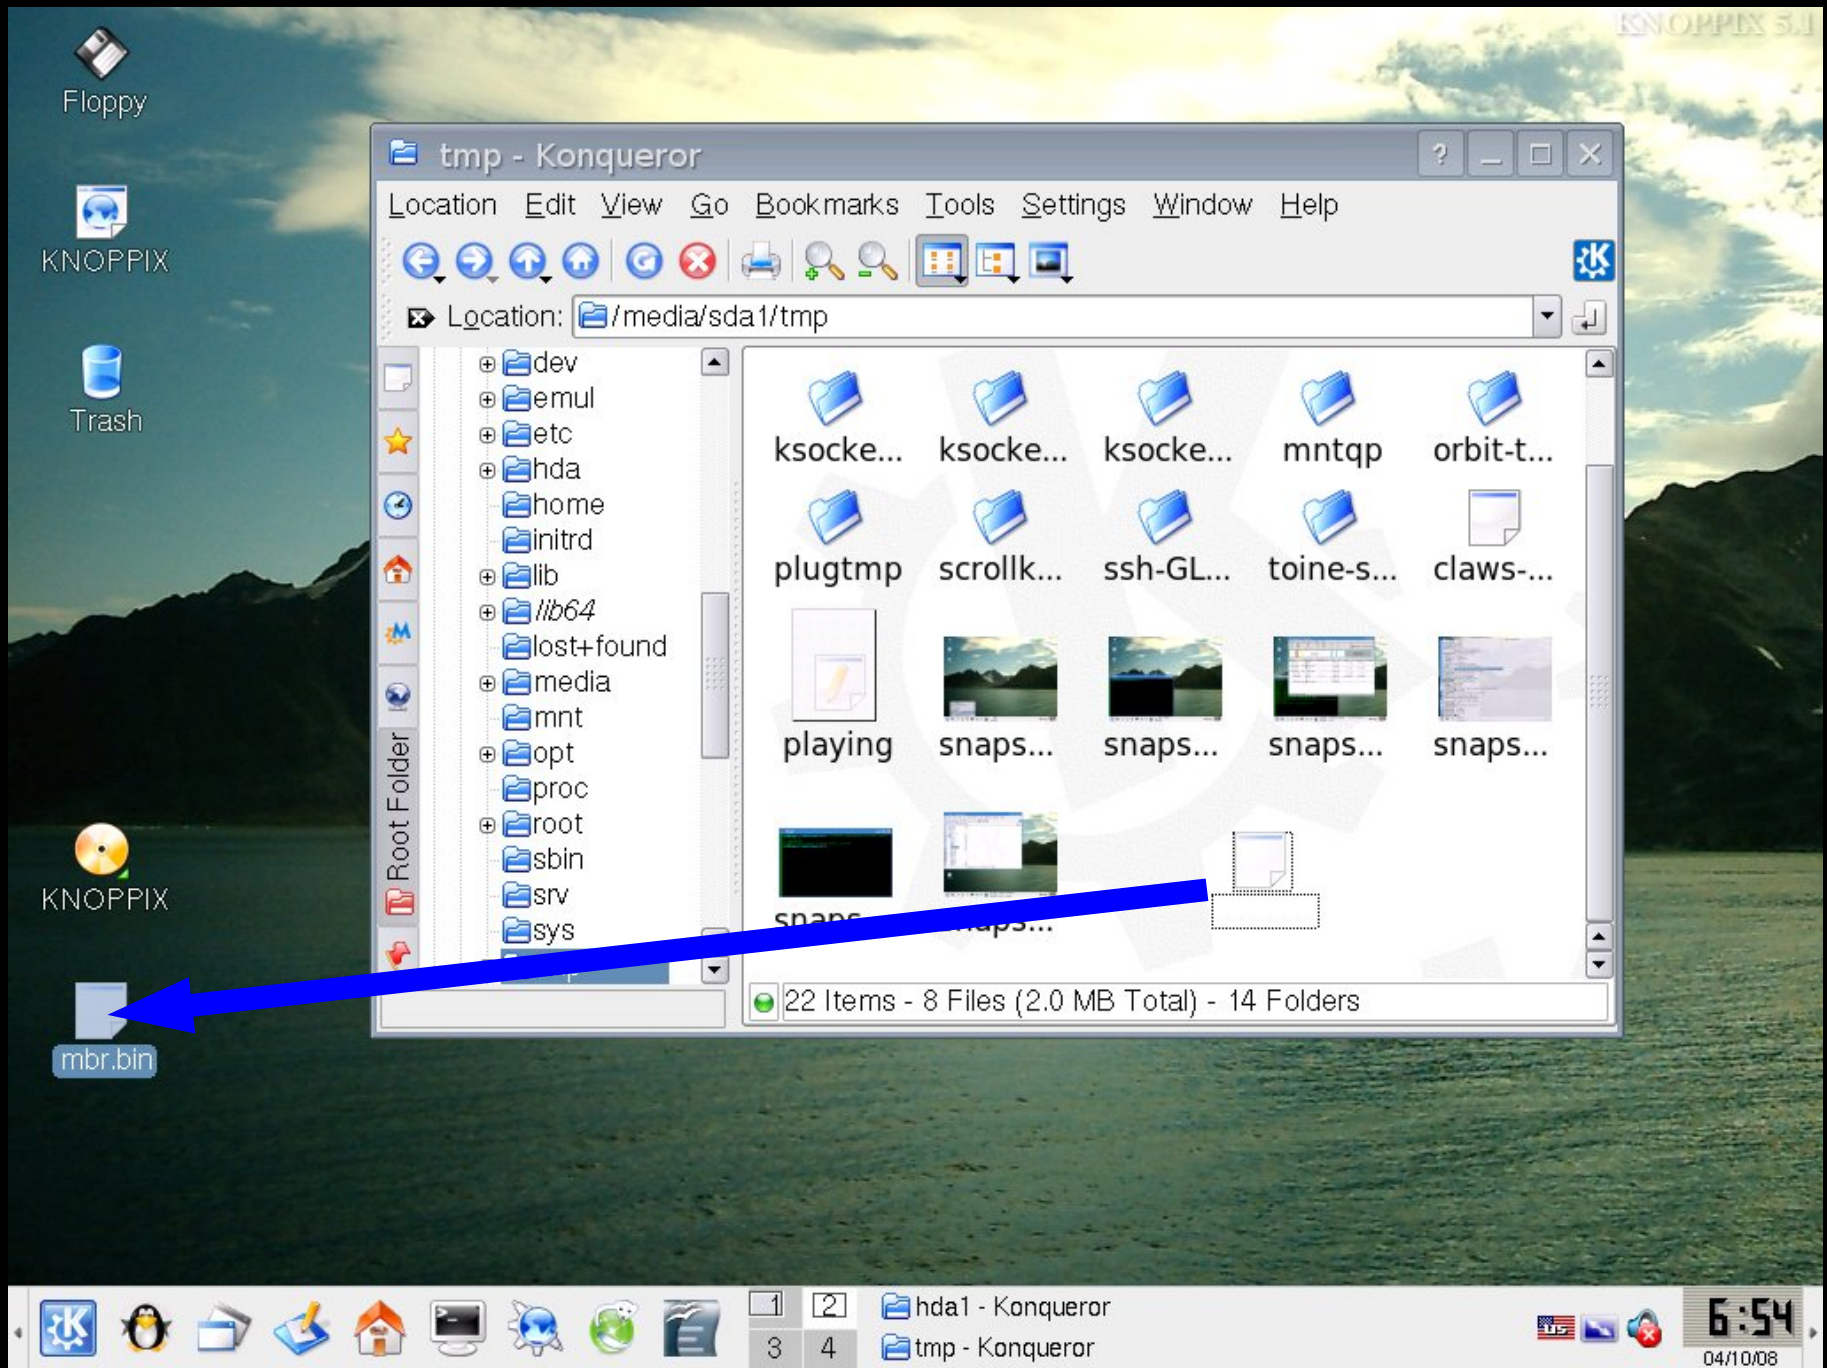 KNOPPIX 5.1
Floppy
KNOPPIX
Trash
KNOPPIX
mbr.bin
tmp - Konqueror
Location Edit View Go Bookmarks Tools Settings Window Help
Location: /media/sda1/tmp
Root Folder
dev
emul
etc
hda
home
initrd
lib
lib64
lost+found
media
mnt
opt
proc
root
sbin
srv
sys
ksocke... ksocke... ksocke... mntqp orbit-t...
plugtmp scrollk... ssh-GL... toine-s... claws-...
playing snaps... snaps... snaps... snaps...
22 Items - 8 Files (2.0 MB Total) - 14 Folders
1 2
3 4
hda1 - Konqueror
tmp - Konqueror
us
6:54
04/10/08